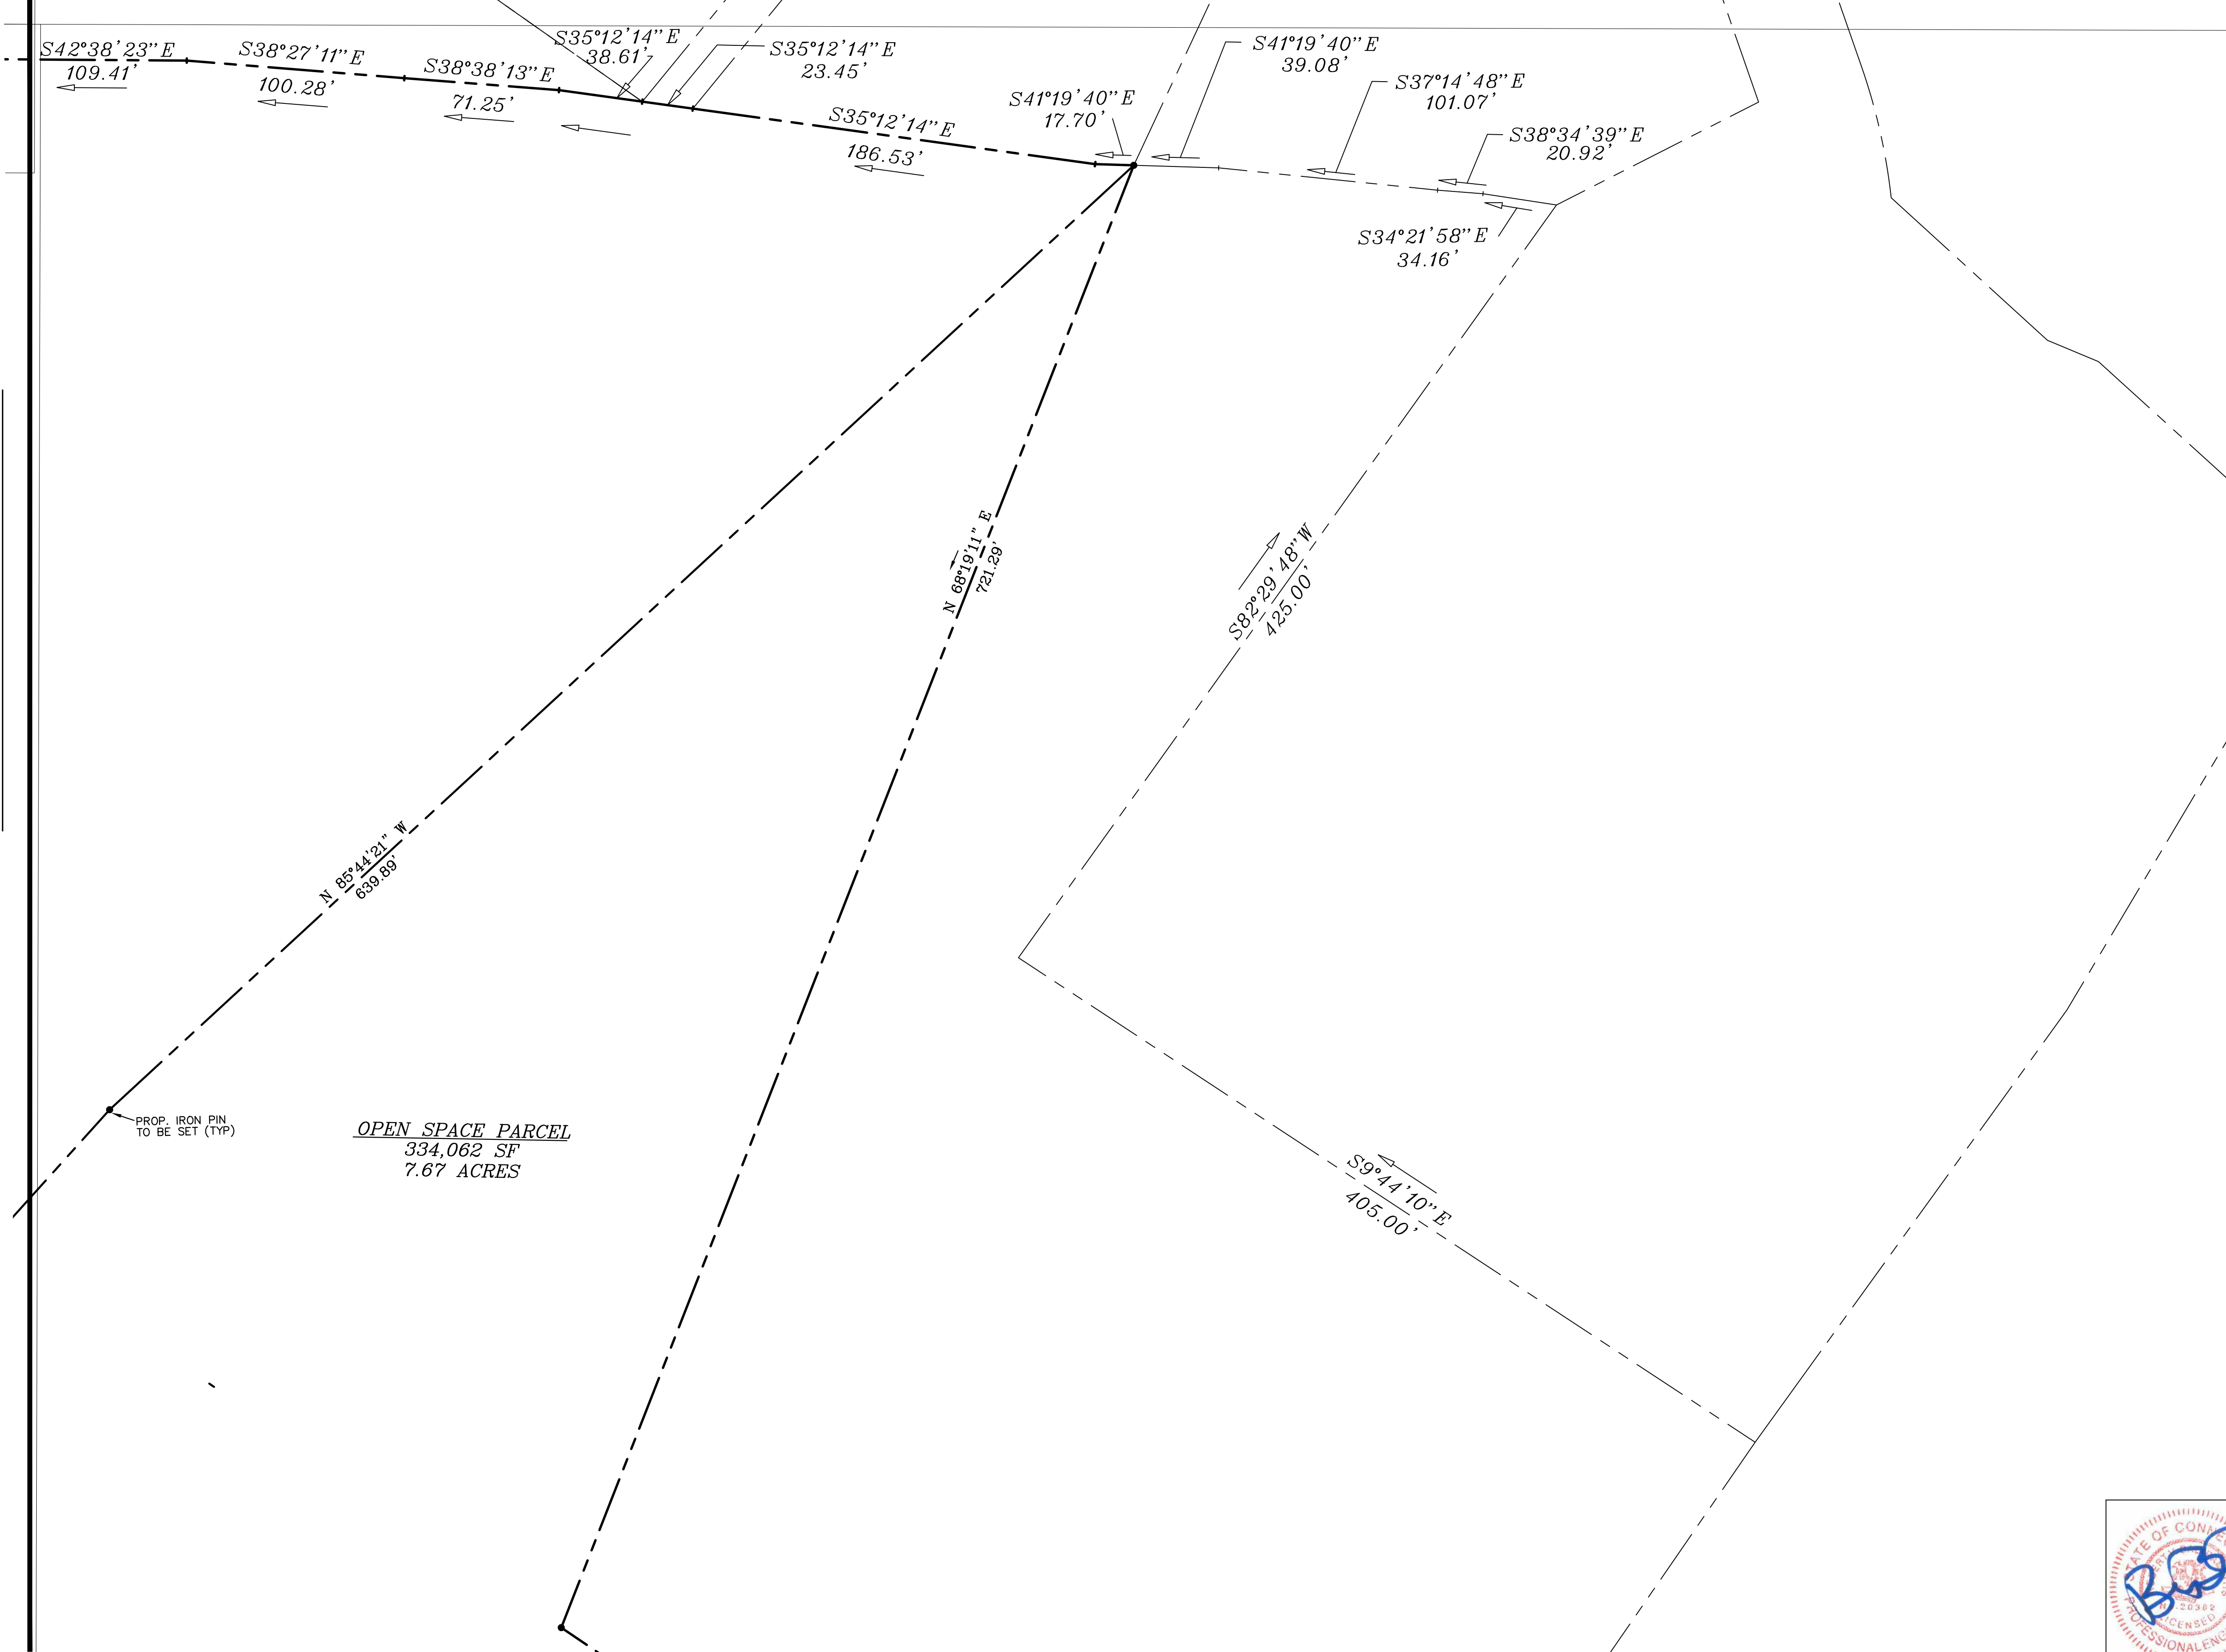 S42°38'23"E
109.41'
S38°27'11"E
100.28'
S38°38'13"E
71.25'
S35°12'14"E
38.61'
S35°12'14"E
23.45'
S35°12'14"E
186.53'
S41°19'40"E
17.70'
S41°19'40"E
39.08'
S37°14'48"E
101.07'
S38°34'39"E
20.92'
S34°21'58"E
34.16'
N 68°19'11" E
721.29'
S82°29'48"W
425.00'
N 85°44'21" W
639.89'
PROP. IRON PIN
TO BE SET (TYP)
OPEN SPACE PARCEL
334,062 SF
7.67 ACRES
S9°44'10"E
405.00'
OF
LICENSED